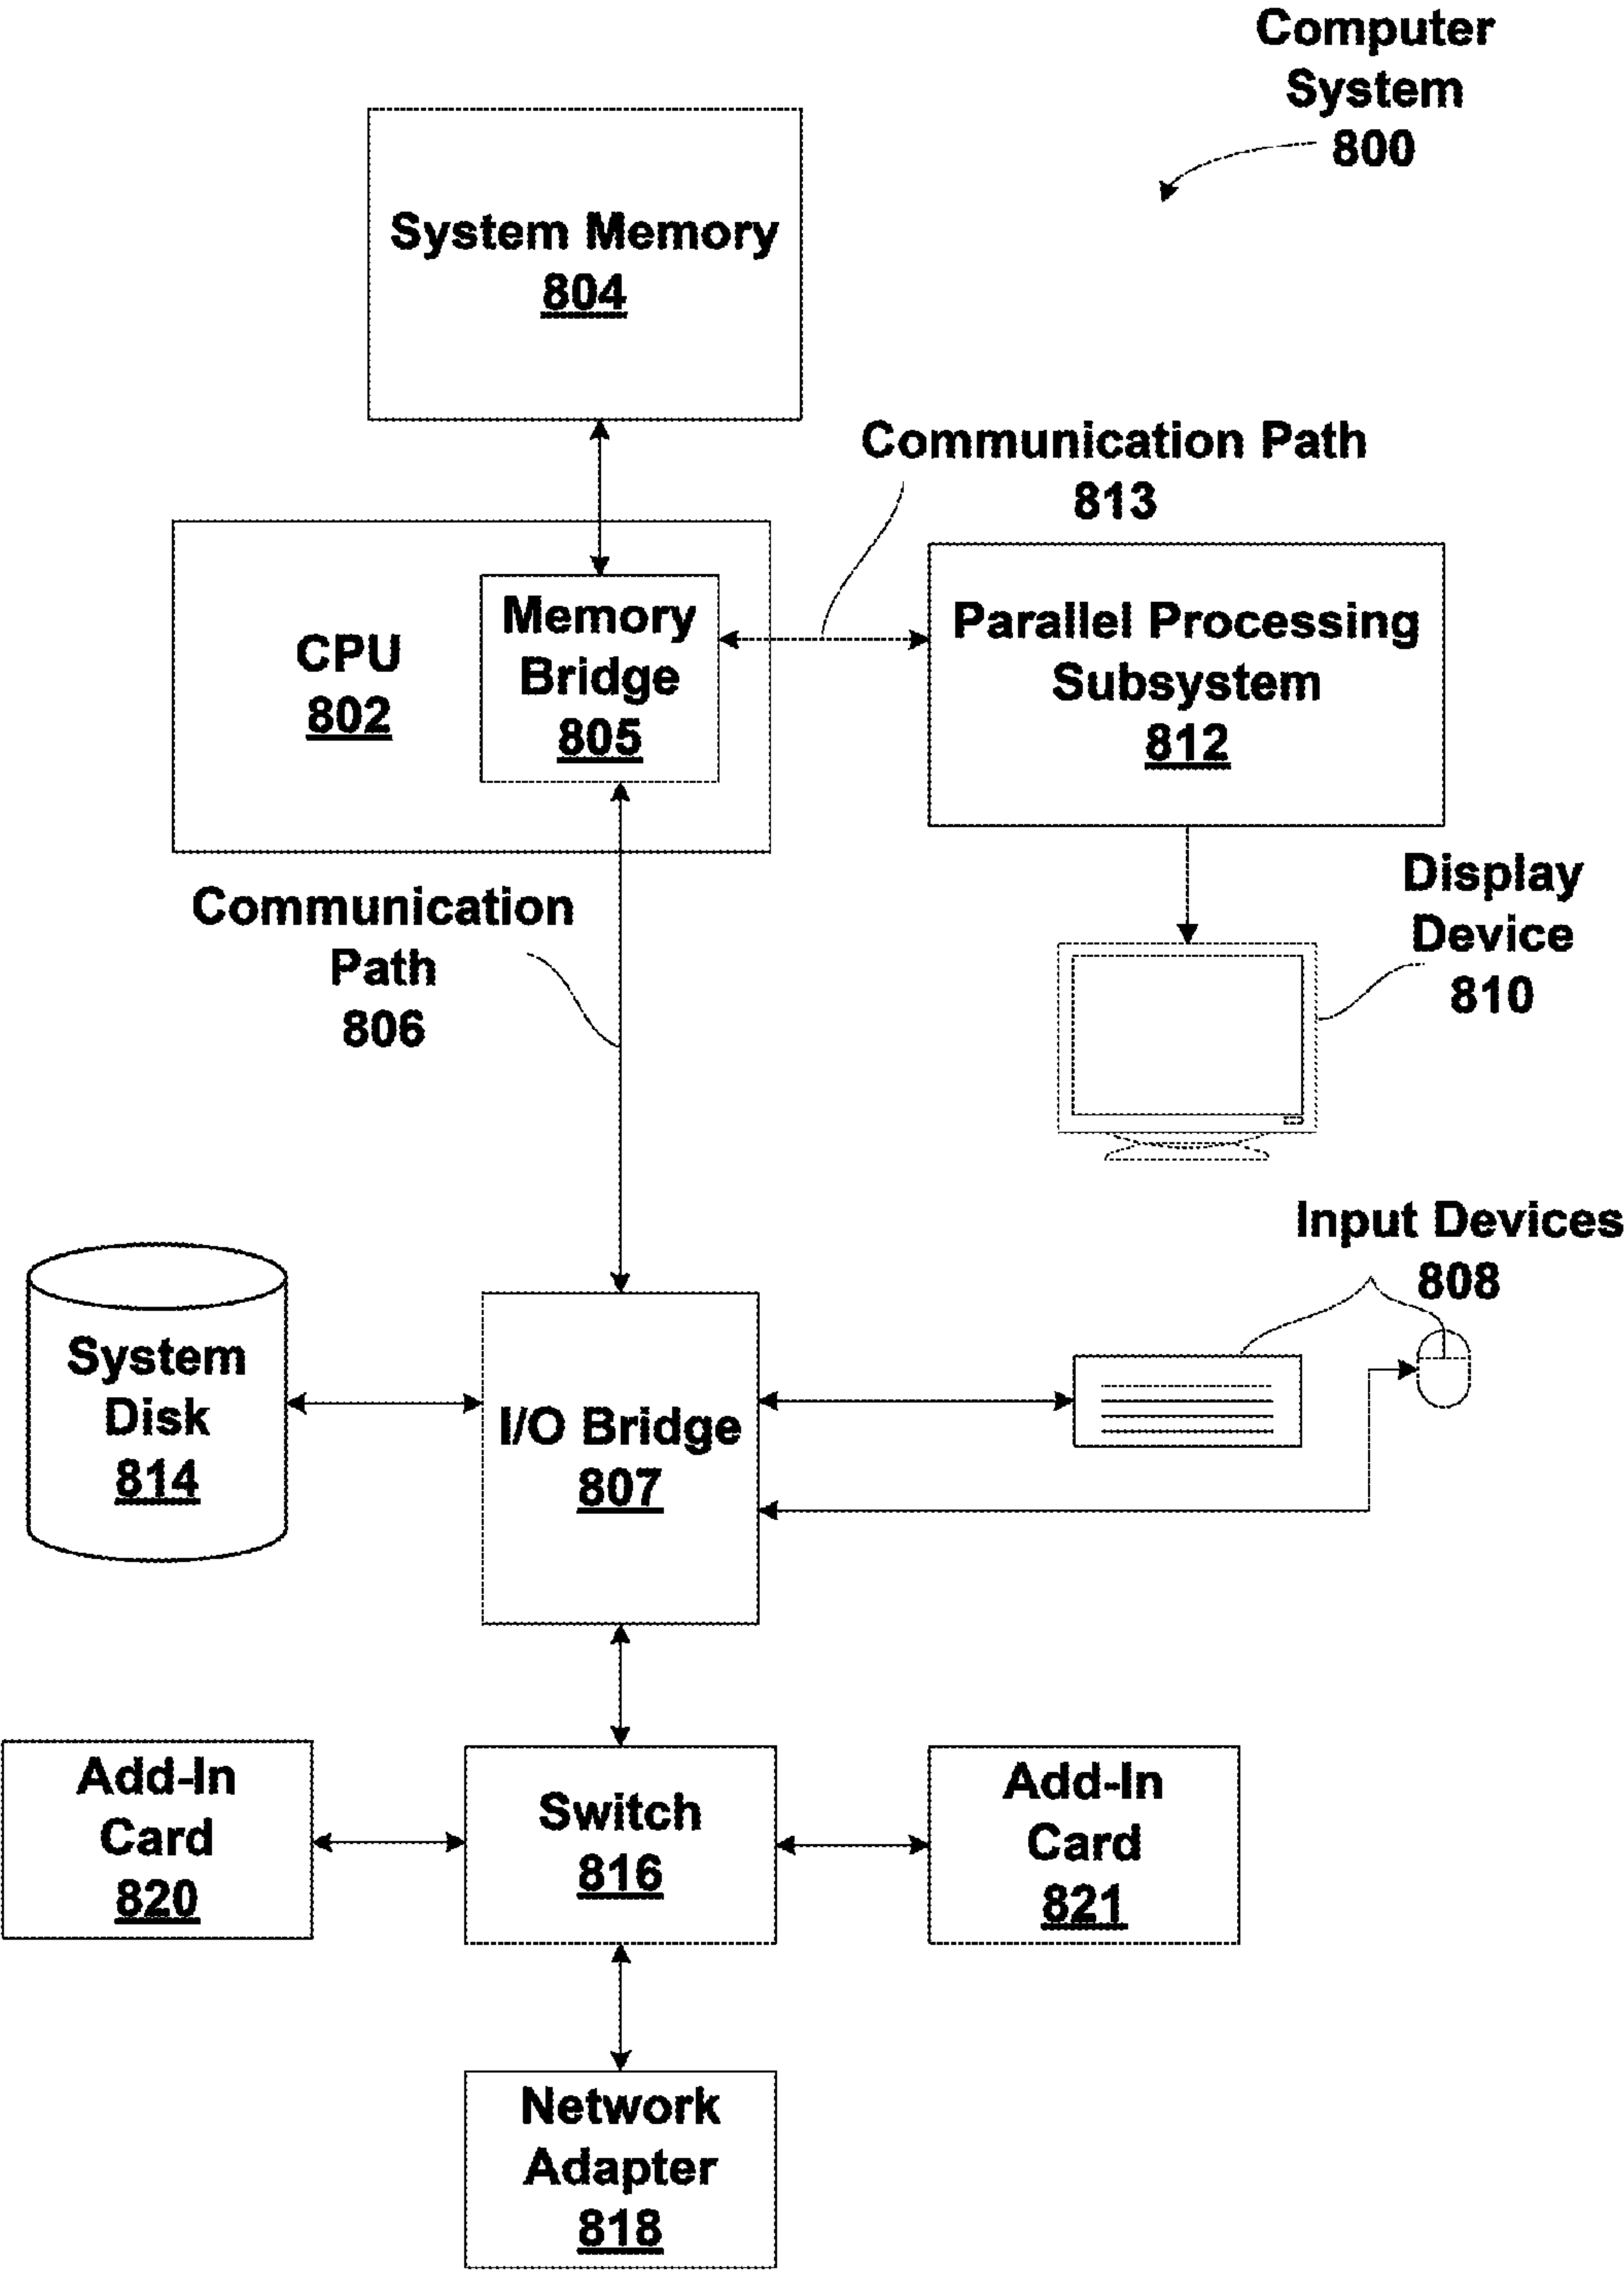 Computer
System
800
System Memory
804
Communication Path
813
CPU
802
Memory
Bridge
805
Parallel Processing
Subsystem
812
Communication
Path
806
Display
Device
810
Input Devices
808
System
Disk
814
I/O Bridge
807
Add-In
Card
820
Switch
816
Add-In
Card
821
Network
Adapter
818